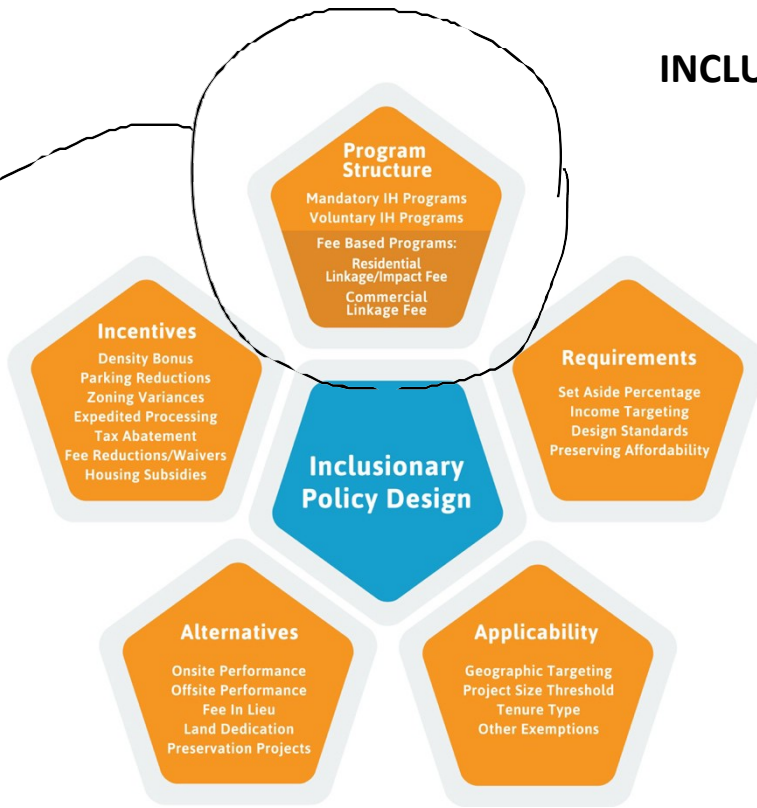 INCLU
Program
Structure
Mandatory IH Programs
Voluntary IH Programs
Fee Based Programs:
Residential
Linkage/Impact Fee
Commercial
Linkage Fee
Incentives
Density Bonus
Parking Reductions
Zoning Variances
Expedited Processing
Tax Abatement
Fee Reductions/Waivers
Housing Subsidies
Requirements
Set Aside Percentage
Income Targeting
Design Standards
Preserving Affordability
Inclusionary
Policy Design
Alternatives
Onsite Performance
Offsite Performance
Fee In Lieu
Land Dedication
Preservation Projects
Applicability
Geographic Targeting
Project Size Threshold
Tenure Type
Other Exemptions